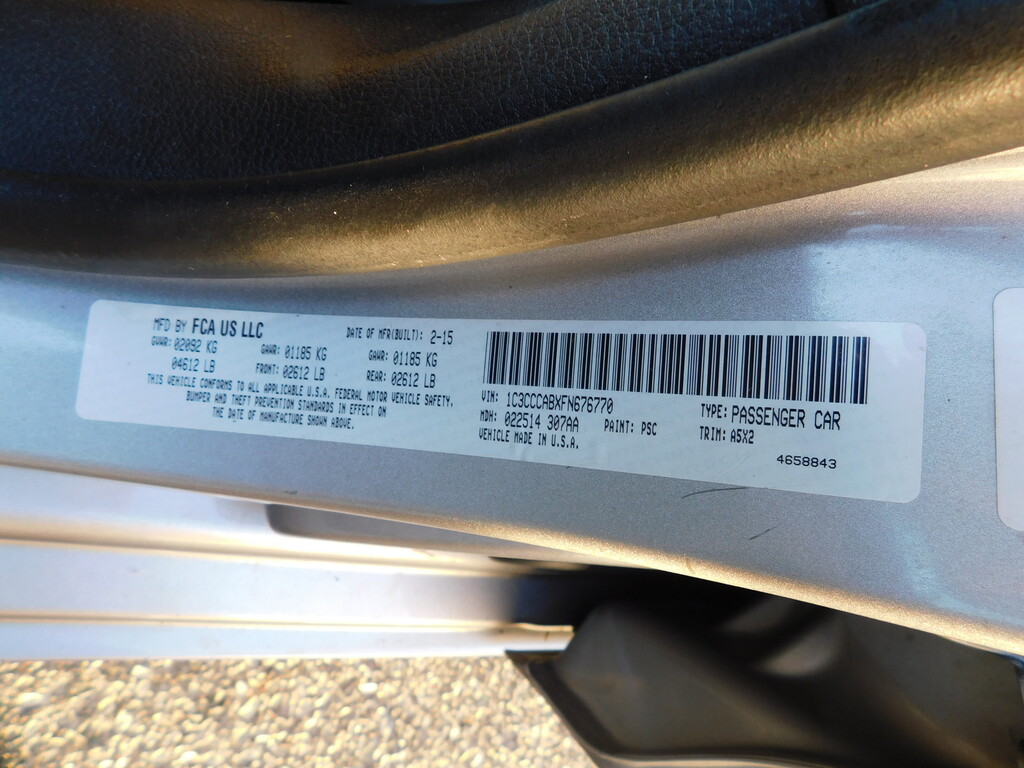 MFD BY FCA US LLC DATE OF MFR(BUILT): 2-15
GVWR: 02092 KG GAWR: 01185 KG GAWR: 01185 KG
04612 LB FRONT: 02612 LB REAR: 02612 LB
THIS VEHICLE CONFORMS TO ALL APPLICABLE U.S.A. FEDERAL MOTOR VEHICLE SAFETY,
BUMPER AND THEFT PREVENTION STANDARDS IN EFFECT ON
THE DATE OF MANUFACTURE SHOWN ABOVE.
VIN: 1C3CCCABXFN676770 TYPE: PASSENGER CAR
MDH: 022514 307AA PAINT: PSC TRIM: A5X2
VEHICLE MADE IN U.S.A.
4658843